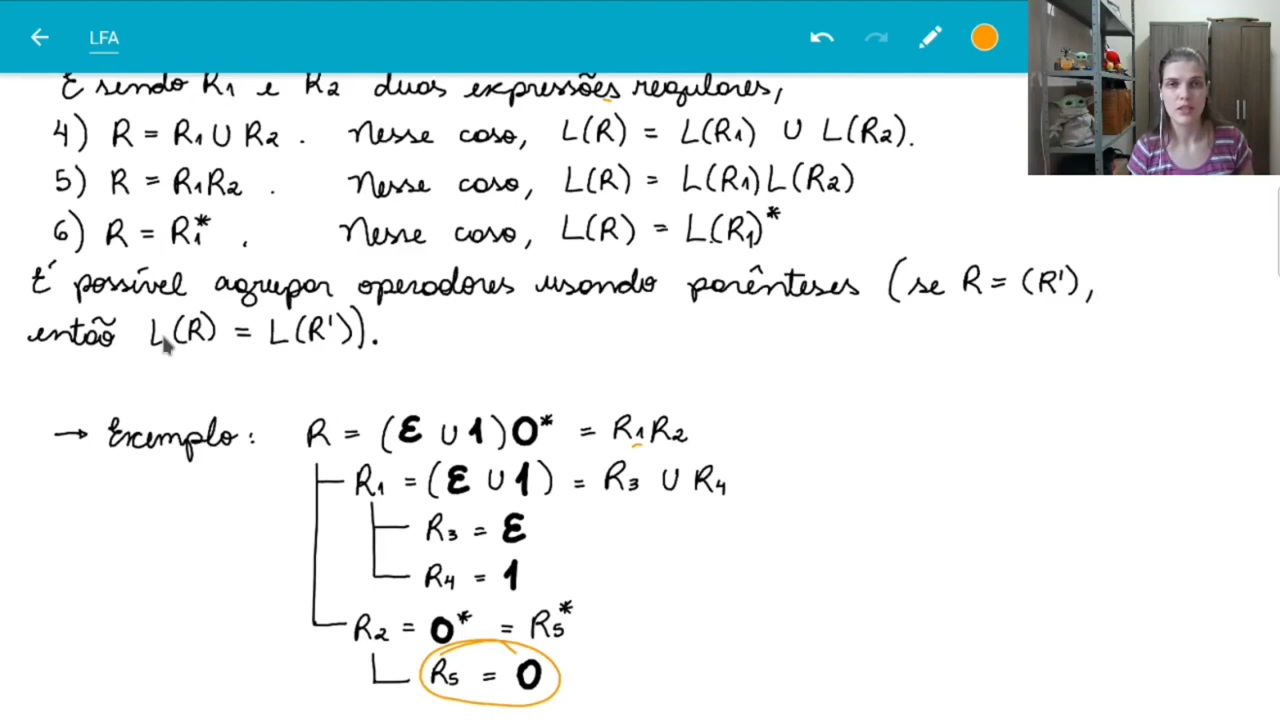 LFA
E sendo R1 e R2 duas expressões regulares,
4) R = R1 ∪ R2 . Nesse caso, L(R) = L(R1) ∪ L(R2).
5) R = R1R2 . Nesse caso, L(R) = L(R1)L(R2)
6) R = R1* . Nesse caso, L(R) = L(R1)*
É possível agrupar operadores usando parênteses (se R = (R'),
então L(R) = L(R')).
→ Exemplo: R = (ε ∪ 1)0* = R1R2
R1 = (ε ∪ 1) = R3 ∪ R4
R3 = ε
R4 = 1
R2 = 0* = R5*
R5 = 0